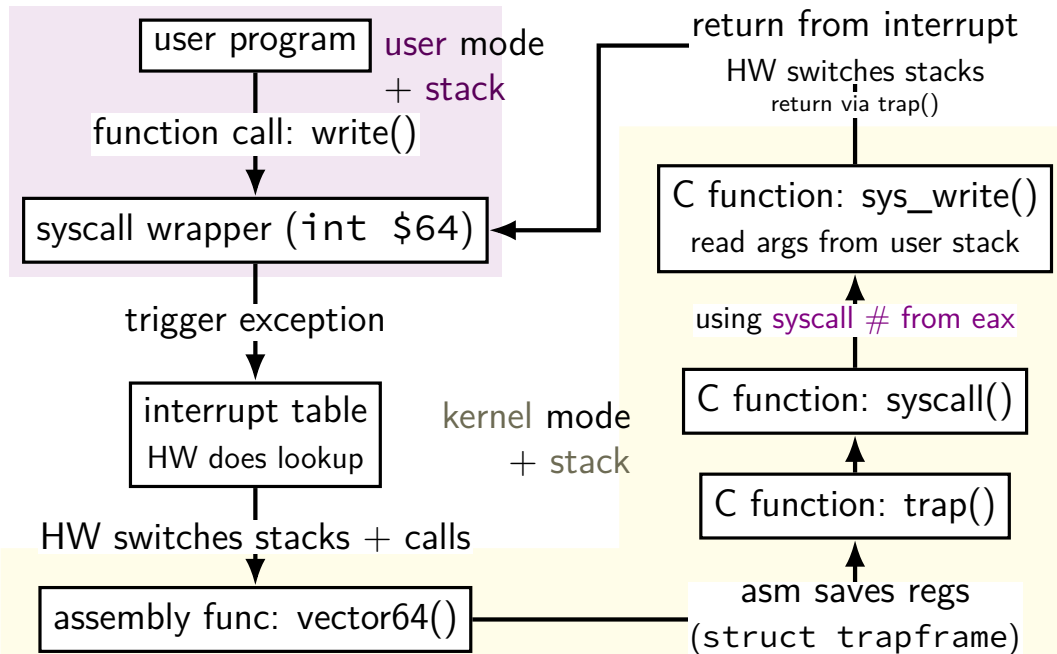 user program
user mode
+ stack
function call: write()
syscall wrapper (int $64)
trigger exception
interrupt table
HW does lookup
kernel mode
+ stack
HW switches stacks + calls
assembly func: vector64()
asm saves regs
(struct trapframe)
C function: trap()
C function: syscall()
using syscall # from eax
C function: sys_write()
read args from user stack
return from interrupt
HW switches stacks
return via trap()